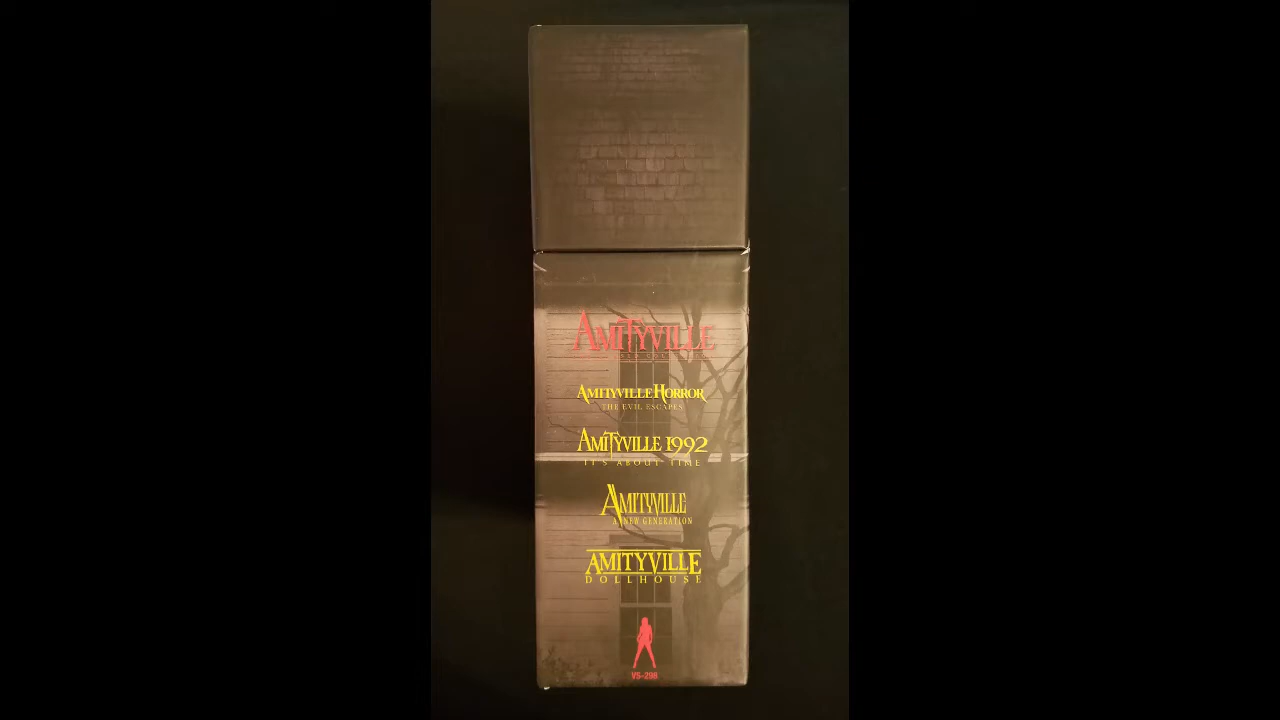 AMITYVILLE
AMITYVILLE HORROR
THE EVIL ESCAPES
AMITYVILLE 1992
IT'S ABOUT TIME
AMITYVILLE
A NEW GENERATION
AMITYVILLE
DOLLHOUSE
VS-298